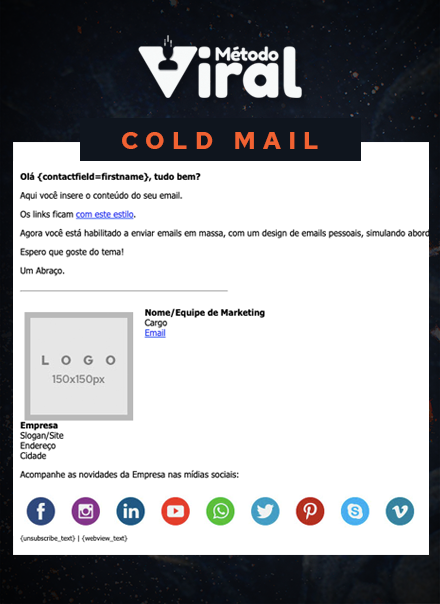 Método
Viral
COLD MAIL
Olá {contactfield=firstname}, tudo bem?
Aqui você insere o conteúdo do seu email.
Os links ficam com este estilo.
Agora você está habilitado a enviar emails em massa, com um design de emails pessoais, simulando abord
Espero que goste do tema!
Um Abraço.
Nome/Equipe de Marketing
Cargo
Email
LOGO
150x150px
Empresa
Slogan/Site
Endereço
Cidade
Acompanhe as novidades da Empresa nas mídias sociais:
{unsubscribe_text} | {webview_text}